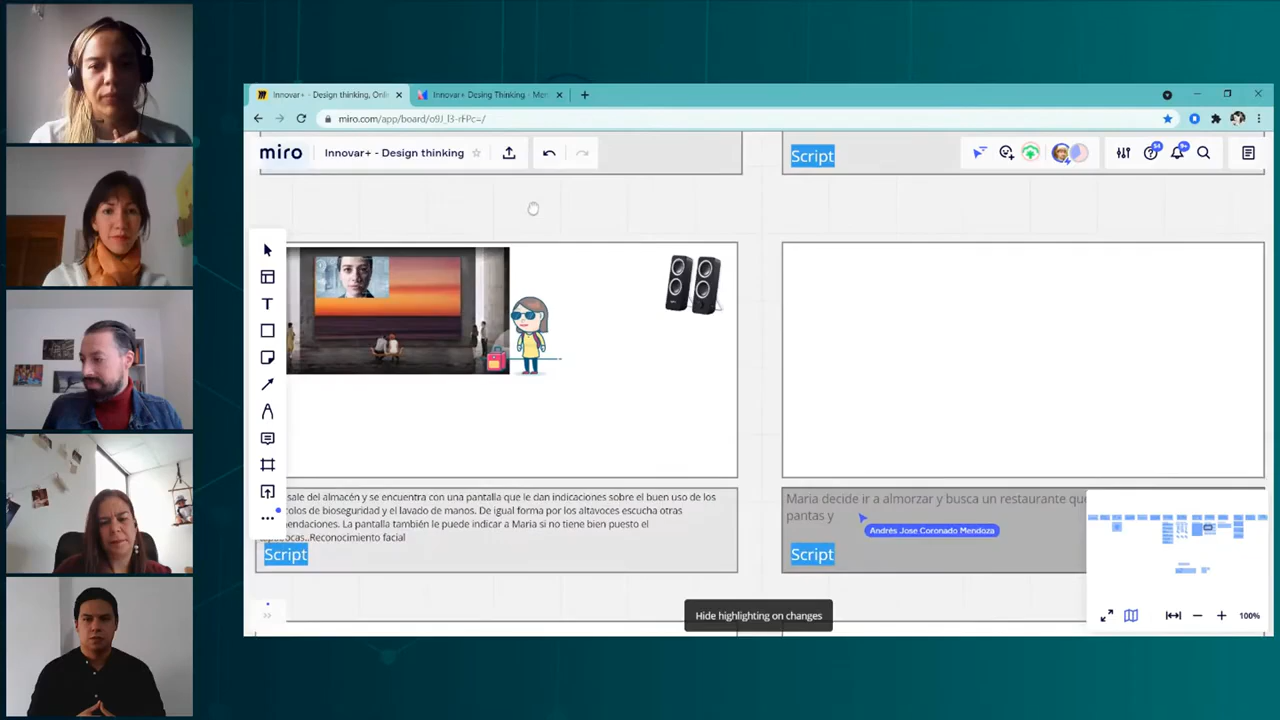 Innovar+ - Design thinking, Onli
Innovar+ Desing Thinking - Men
miro.com/app/board/o9J_l3-rFPc=/
miro
Innovar+ - Design thinking
Script
sale del almacén y se encuentra con una pantalla que le dan indicaciones sobre el buen uso de los
olos de bioseguridad y el lavado de manos. De igual forma por los altavoces escucha otras
endaciones. La pantalla también le puede indicar a Maria si no tiene bien puesto el
Reconocimiento facial
Script
Maria decide ir a almorzar y busca un restaurante que
pantas y
Andrés Jose Coronado Mendoza
Script
Hide highlighting on changes
100%